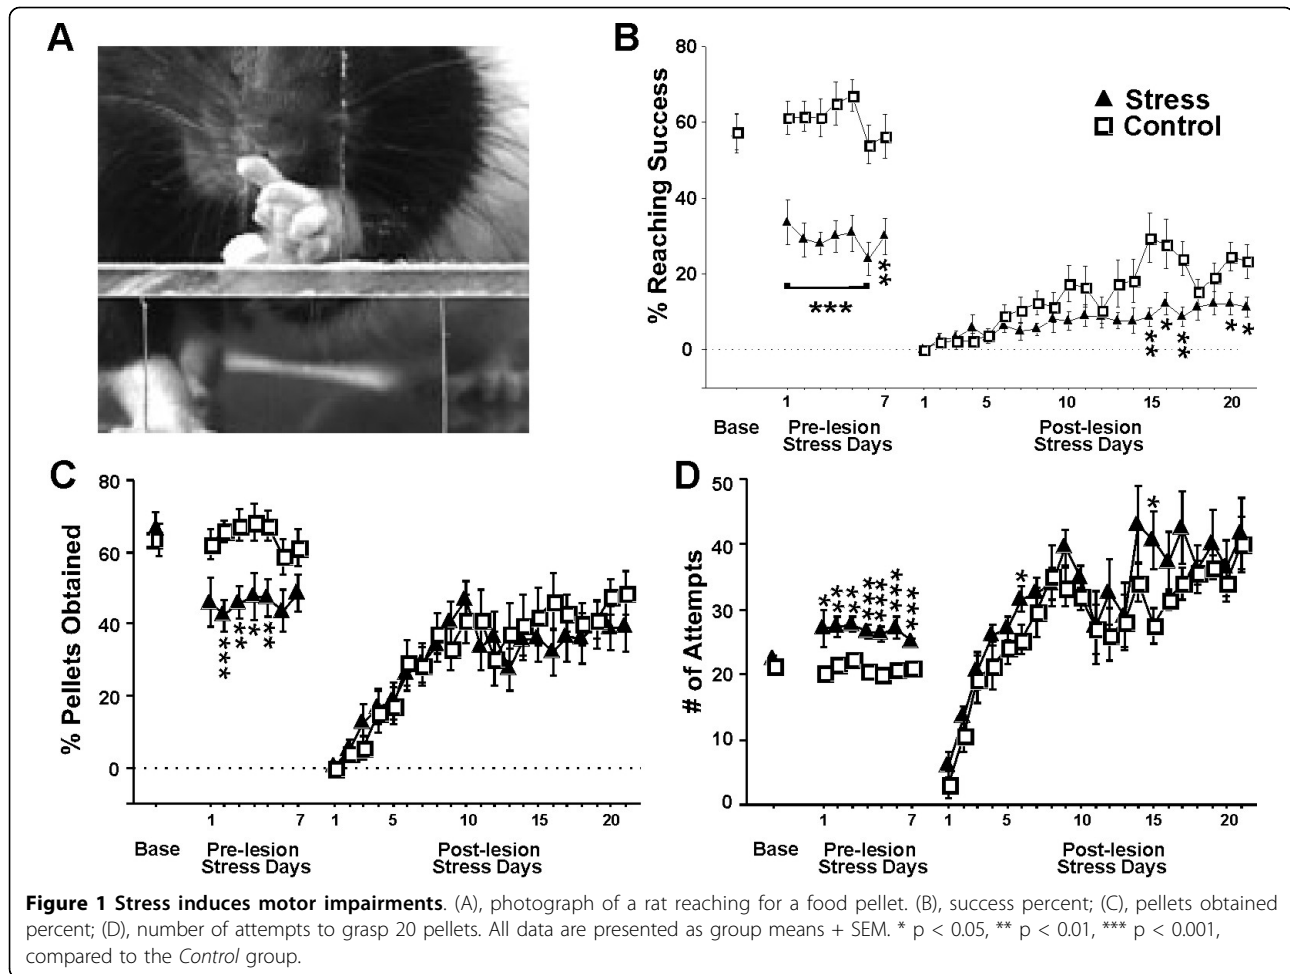 A
B
80
60
40
20
0
% Reaching Success
Stress
Control
**
***
** * ** * *
1 7 1 5 10 15 20
Base Pre-lesion Stress Days Post-lesion Stress Days
C
80
60
40
20
0
% Pellets Obtained
*** ** * **
1 7 1 5 10 15 20
Base Pre-lesion Stress Days Post-lesion Stress Days
D
50
40
30
20
10
0
# of Attempts
* ** ** *** *** *** ***
* *
1 7 1 5 10 15 20
Base Pre-lesion Stress Days Post-lesion Stress Days
Figure 1 Stress induces motor impairments. (A), photograph of a rat reaching for a food pellet. (B), success percent; (C), pellets obtained
percent; (D), number of attempts to grasp 20 pellets. All data are presented as group means + SEM. * p < 0.05, ** p < 0.01, *** p < 0.001,
compared to the Control group.